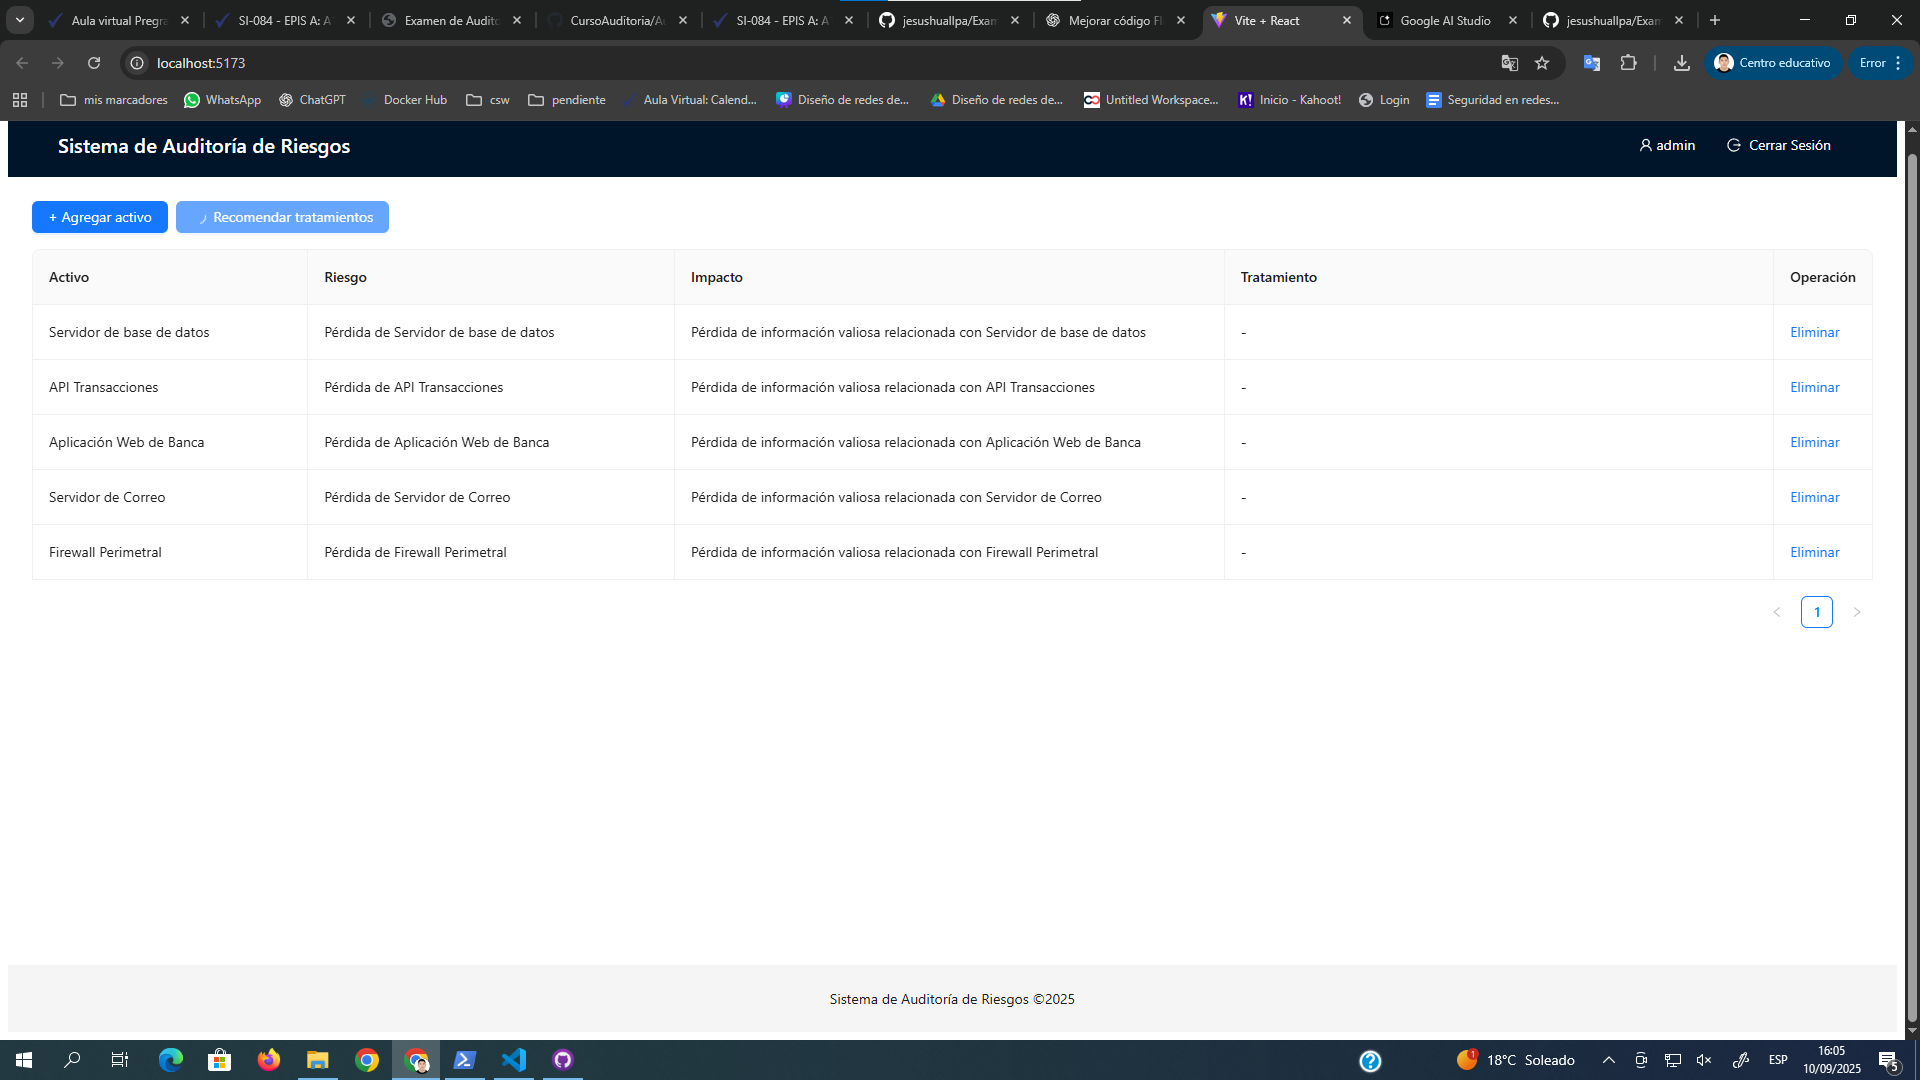 Aula virtual Pregra
SI-084 - EPIS A: A
Examen de Audito
CursoAuditoria/Au
SI-084 - EPIS A: A
jesushuallpa/Exam
Mejorar código Fl
Vite + React
Google AI Studio
jesushuallpa/Exam
localhost:5173
Centro educativo
Error
mis marcadores
WhatsApp
ChatGPT
Docker Hub
csw
pendiente
Aula Virtual: Calend...
Diseño de redes de...
Diseño de redes de...
Untitled Workspace...
Inicio - Kahoot!
Login
Seguridad en redes...
Sistema de Auditoría de Riesgos
admin
Cerrar Sesión
+ Agregar activo
Recomendar tratamientos
Activo Riesgo Impacto Tratamiento Operación
Servidor de base de datos Pérdida de Servidor de base de datos Pérdida de información valiosa relacionada con Servidor de base de datos - Eliminar
API Transacciones Pérdida de API Transacciones Pérdida de información valiosa relacionada con API Transacciones - Eliminar
Aplicación Web de Banca Pérdida de Aplicación Web de Banca Pérdida de información valiosa relacionada con Aplicación Web de Banca - Eliminar
Servidor de Correo Pérdida de Servidor de Correo Pérdida de información valiosa relacionada con Servidor de Correo - Eliminar
Firewall Perimetral Pérdida de Firewall Perimetral Pérdida de información valiosa relacionada con Firewall Perimetral - Eliminar
1
Sistema de Auditoría de Riesgos ©2025
1
18°C Soleado
ESP
16:05
10/09/2025
5